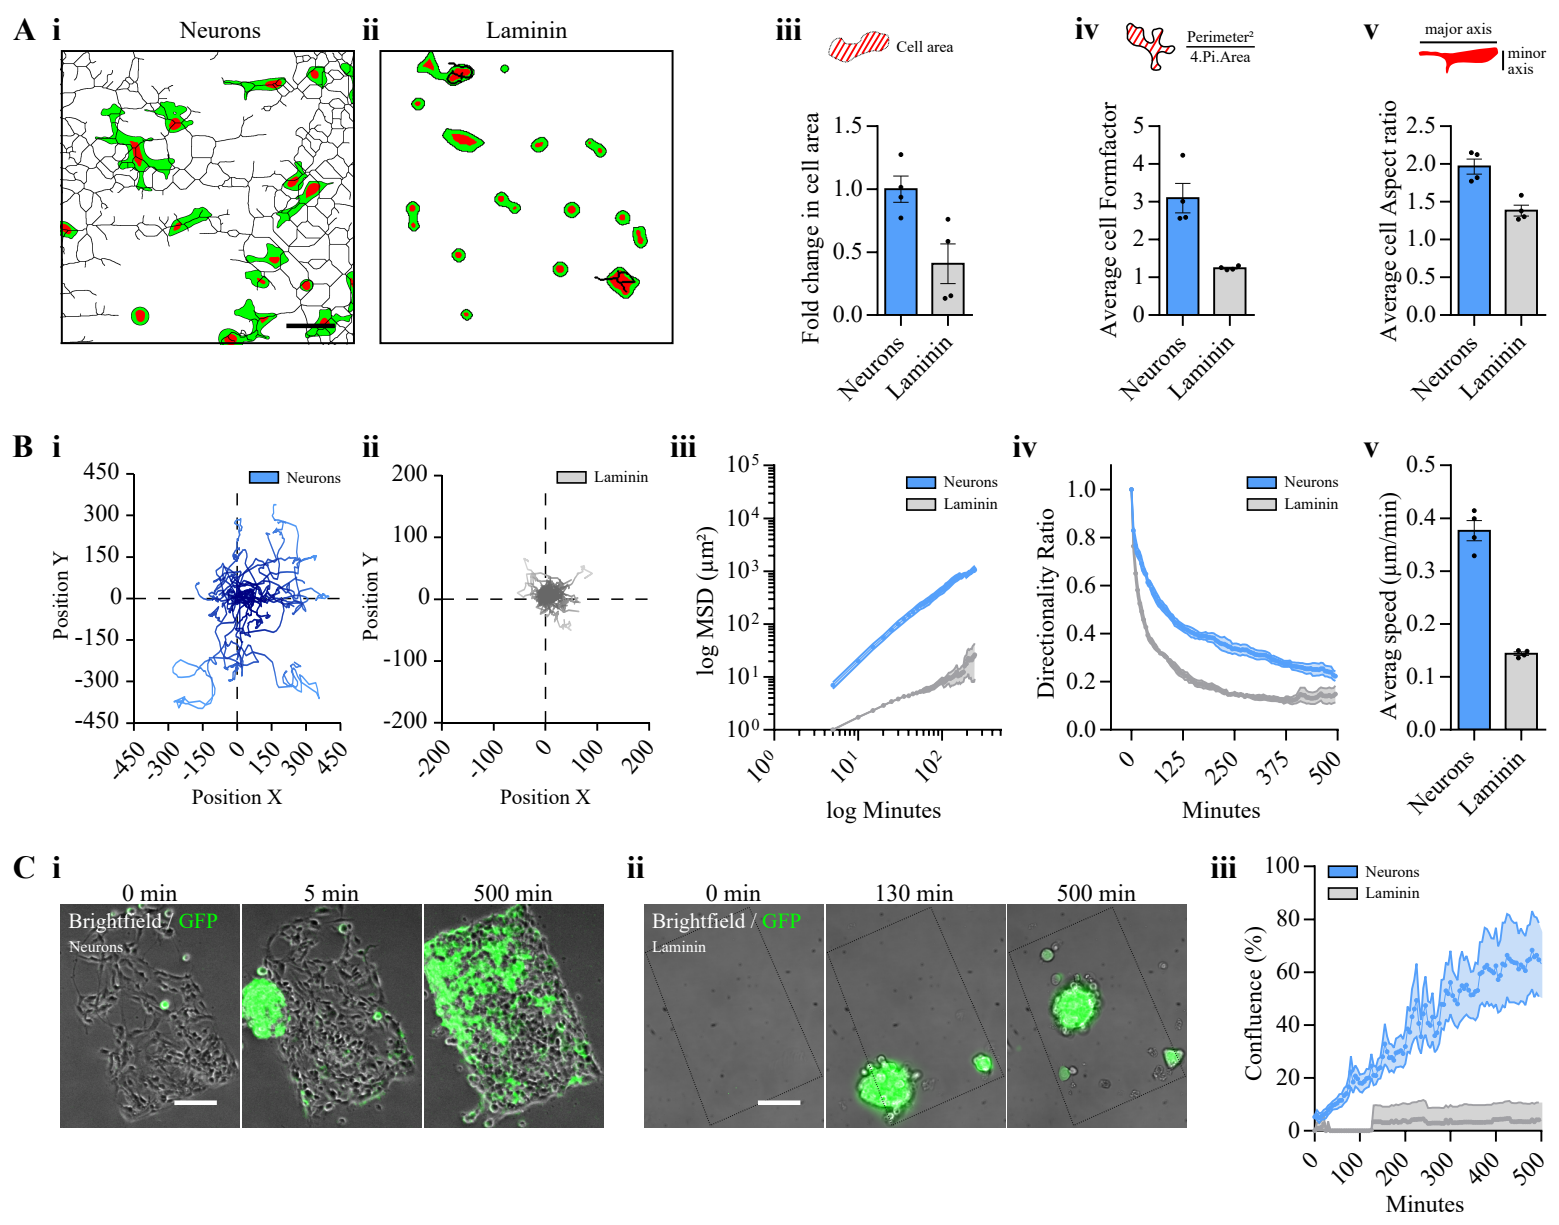 A i Neurons ii Laminin
iii Cell area
Fold change in cell area
1.5
1.0
0.5
0.0
Neurons
Laminin
iv Perimeter²
4.Pi.Area
Average cell Formfactor
5
4
3
2
1
0
Neurons
Laminin
v major axis
minor
axis
Average cell Aspect ratio
2.5
2.0
1.5
1.0
0.5
0.0
Neurons
Laminin
B i
Neurons
Position Y
450
300
150
0
-150
-300
-450
-450 -300 -150 0 150 300 450
Position X
ii
Laminin
Position Y
200
100
0
-100
-200
-200 -100 0 100 200
Position X
iii
Neurons
Laminin
log MSD (μm²)
10⁵
10⁴
10³
10²
10¹
10⁰
10⁰ 10¹ 10²
log Minutes
iv
Neurons
Laminin
Directionality Ratio
1.0
0.8
0.6
0.4
0.2
0.0
0 125 250 375 500
Minutes
v
Averag speed (μm/min)
0.5
0.4
0.3
0.2
0.1
0.0
Neurons
Laminin
C i
0 min 5 min 500 min
Brightfield / GFP
Neurons
ii
0 min 130 min 500 min
Brightfield / GFP
Laminin
iii
Neurons
Laminin
Confluence (%)
100
80
60
40
20
0
0 100 200 300 400 500
Minutes